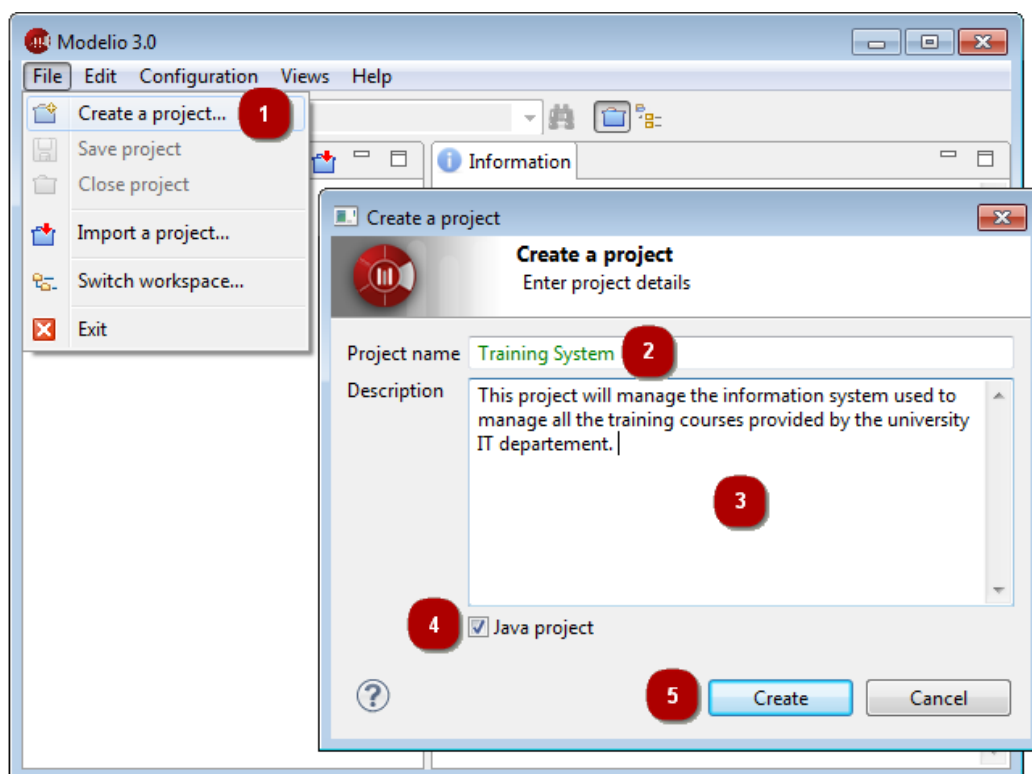 Modelio 3.0
File Edit Configuration Views Help
Create a project... 1
Save project
Close project
Import a project...
Switch workspace...
Exit
Information
Create a project
Create a project
Enter project details
Project name Training System 2
Description
This project will manage the information system used to
manage all the training courses provided by the university
IT departement.
3
4 Java project
? 5 Create Cancel